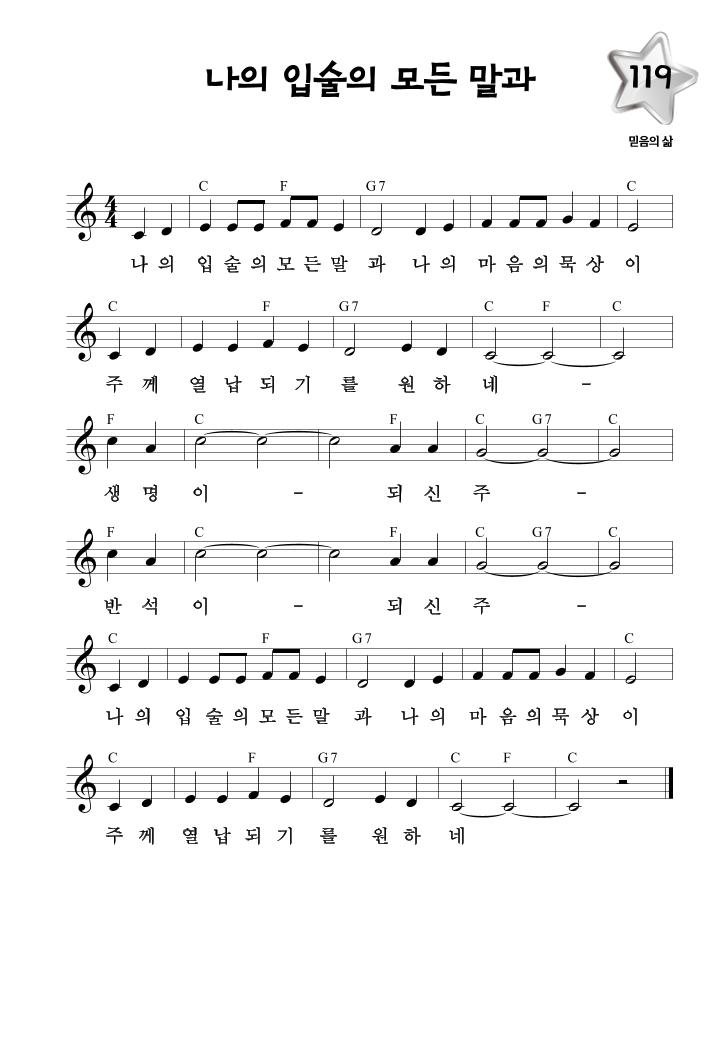 나의 입술의 모든 말과
119
믿음의 삶
C F G7 C
나 의 입 술 의 모 든 말 과 나 의 마 음 의 묵 상 이
C F G7 C F C
주 께 열 납 되 기 를 원 하 네 -
F C F C G7 C
생 명 이 - 되 신 주 -
F C F C G7 C
반 석 이 - 되 신 주 -
C F G7 C
나 의 입 술 의 모 든 말 과 나 의 마 음 의 묵 상 이
C F G7 C F C
주 께 열 납 되 기 를 원 하 네